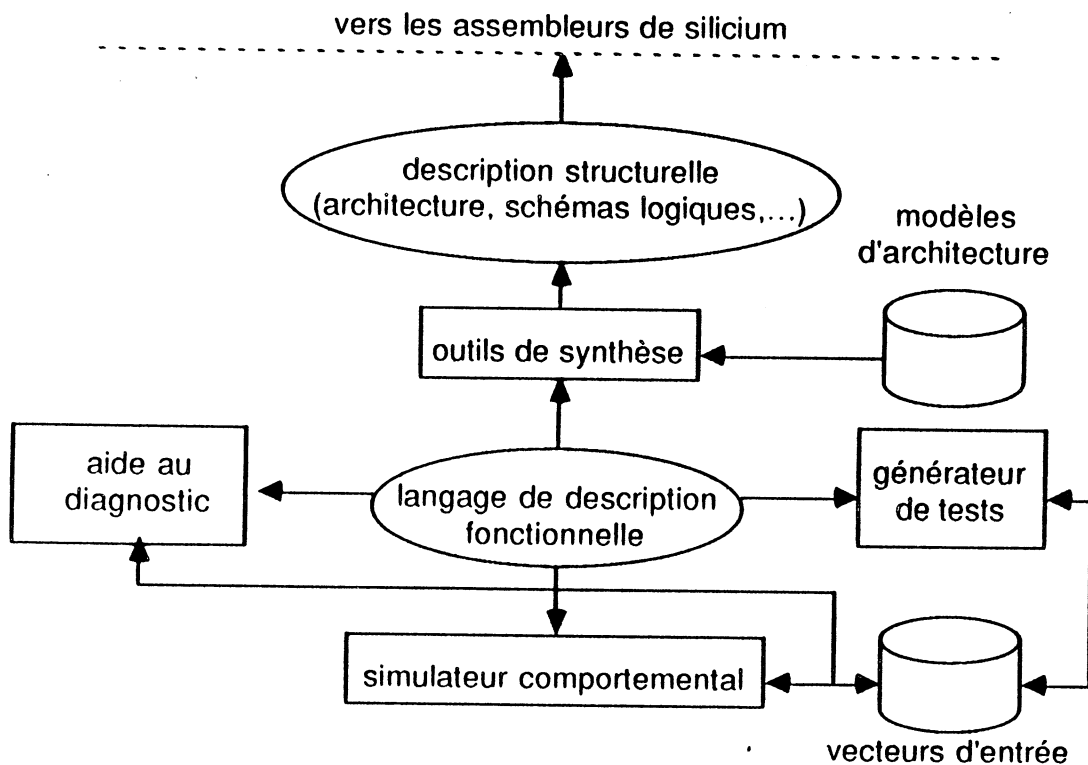 vers les assembleurs de silicium
description structurelle
(architecture, schémas logiques,...)
modèles
d'architecture
outils de synthèse
aide au
diagnostic
langage de description
fonctionnelle
générateur
de tests
simulateur comportemental
vecteurs d'entrée